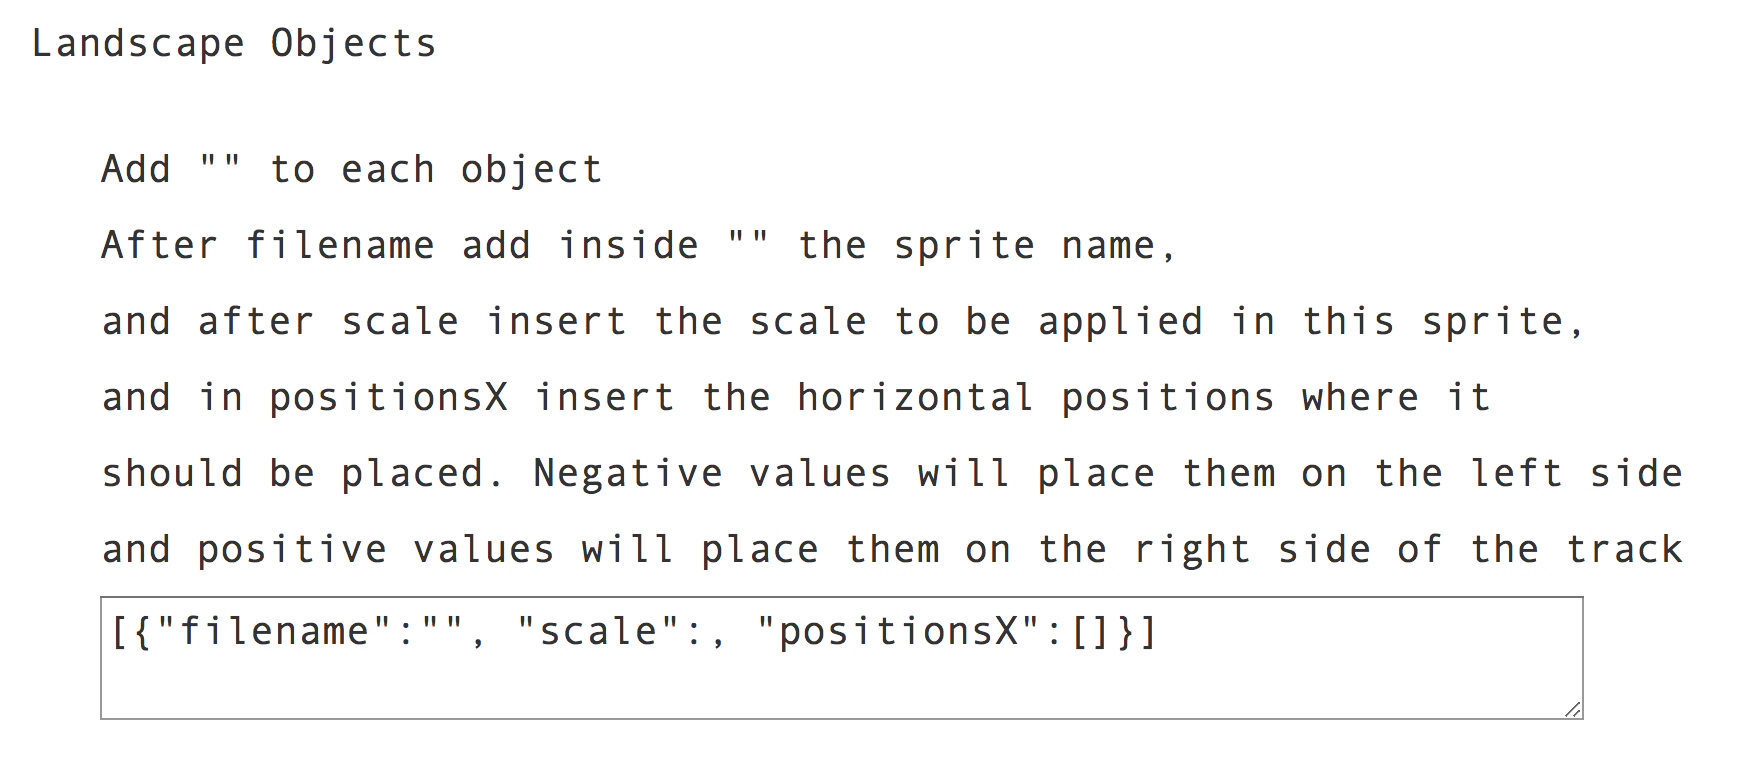 Landscape Objects
Add "" to each object
After filename add inside "" the sprite name,
and after scale insert the scale to be applied in this sprite,
and in positionsX insert the horizontal positions where it
should be placed. Negative values will place them on the left side
and positive values will place them on the right side of the track
[{"filename":"", "scale":, "positionsX":[]}]